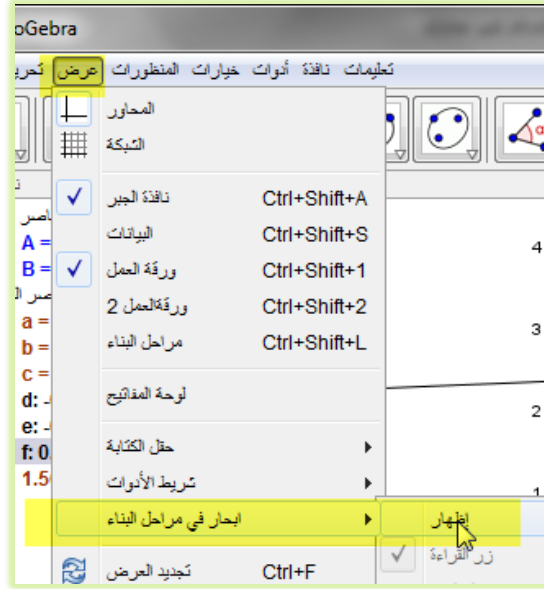 oGebra
عرض خيارات المنظورات أدوات نافذة تعليمات
المحاور
الشبكة
نافذة الجبر Ctrl+Shift+A
البيانات Ctrl+Shift+S
ورقة العمل Ctrl+Shift+1
ورقةالعمل 2 Ctrl+Shift+2
مراحل البناء Ctrl+Shift+L
لوحة المفاتيح
حقل الكتابة
شريط الأدوات
ابحار في مراحل البناء
إظهار
زر القراءة
تجديد العرض Ctrl+F
A =
B =
a =
b =
c =
d: -
e: -
f: 0
1.5
4
3
2
1